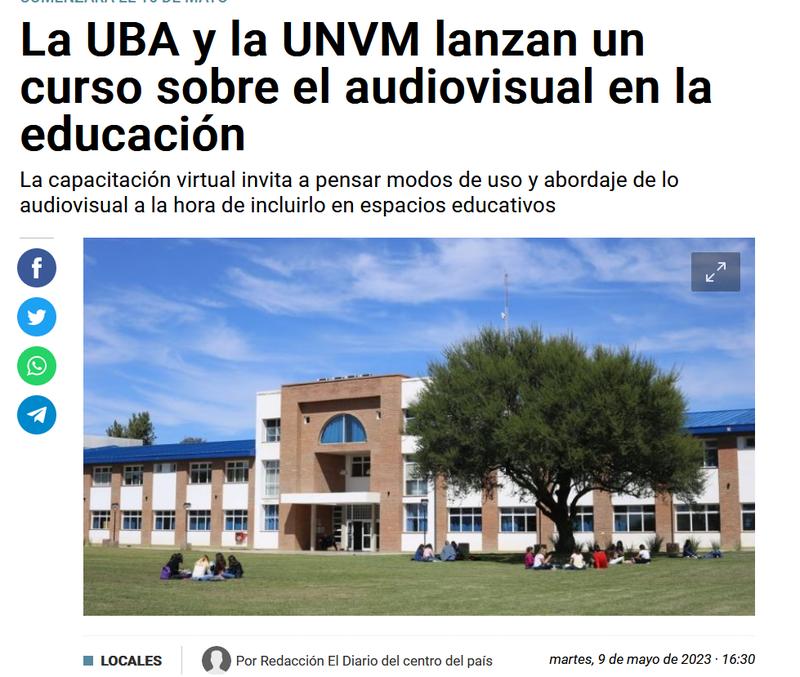 La UBA y la UNVM lanzan un
curso sobre el audiovisual en la
educación
La capacitación virtual invita a pensar modos de uso y abordaje de lo
audiovisual a la hora de incluirlo en espacios educativos
LOCALES
Por Redacción El Diario del centro del país
martes, 9 de mayo de 2023 · 16:30